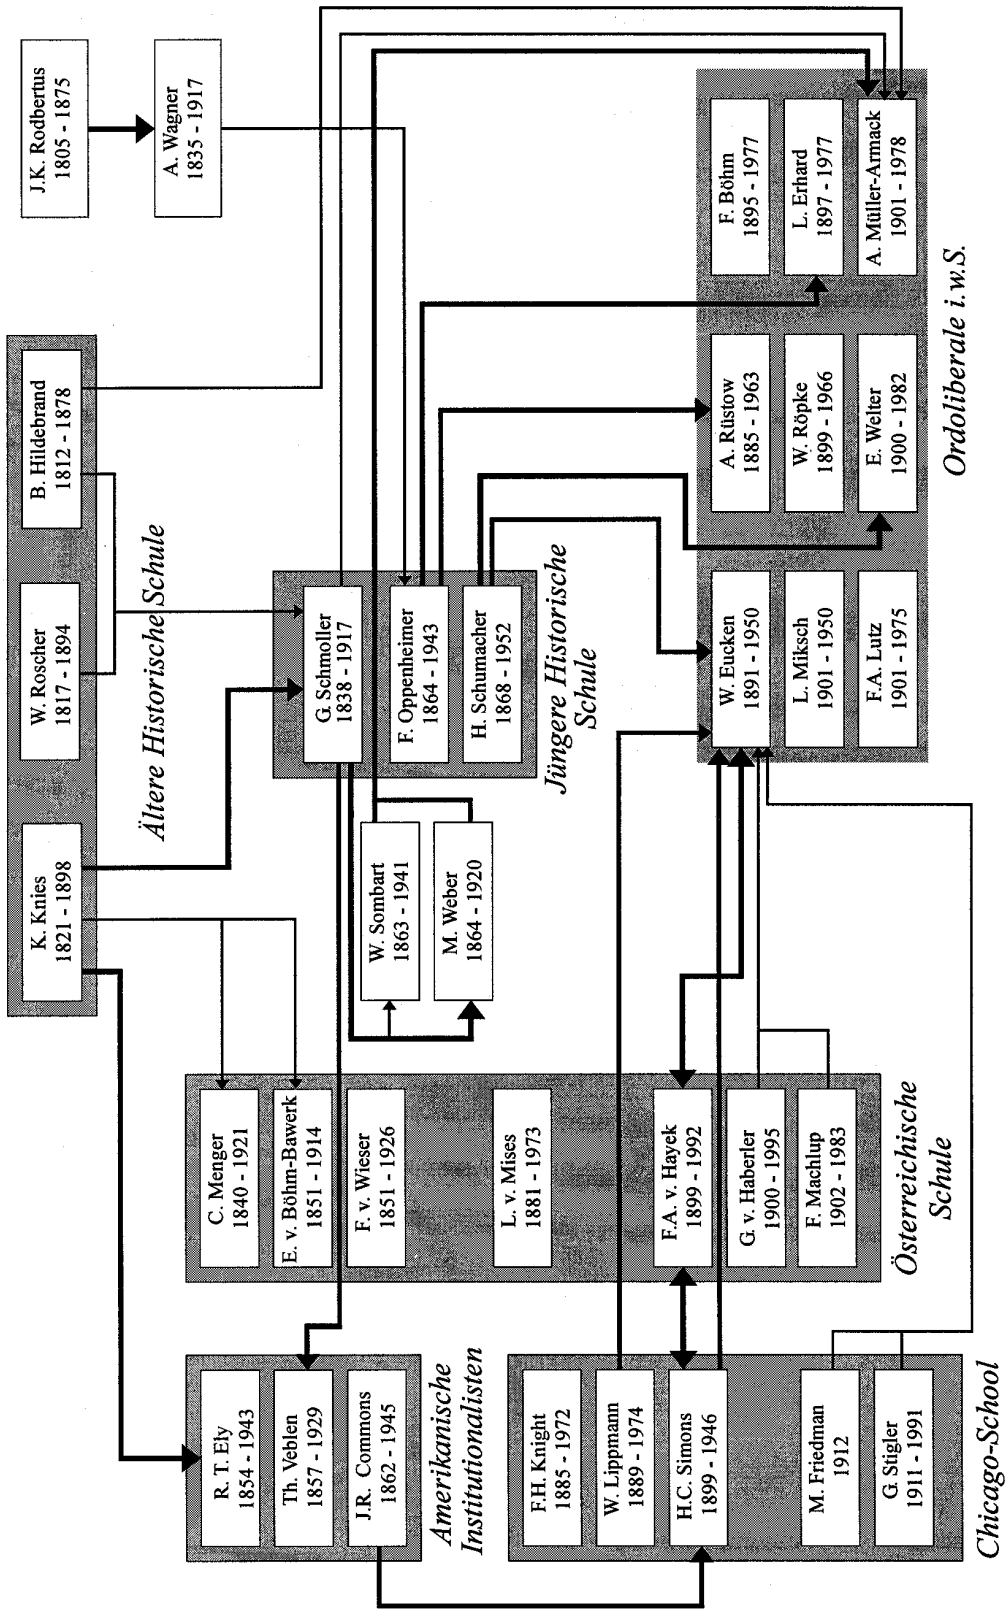 K. Knies
1821 - 1898
W. Roscher
1817 - 1894
B. Hildebrand
1812 - 1878
J.K. Rodbertus
1805 - 1875
Ältere Historische Schule
A. Wagner
1835 - 1917
R. T. Ely
1854 - 1943
Th. Veblen
1857 - 1929
J.R. Commons
1862 - 1945
Amerikanische
Institutionalisten
C. Menger
1840 - 1921
E. v. Böhm-Bawerk
1851 - 1914
F. v. Wieser
1851 - 1926
L. v. Mises
1881 - 1973
F.A. v. Hayek
1899 - 1992
G. v. Haberler
1900 - 1995
F. Machlup
1902 - 1983
Österreichische
Schule
W. Sombart
1863 - 1941
M. Weber
1864 - 1920
G. Schmoller
1838 - 1917
F. Oppenheimer
1864 - 1943
H. Schumacher
1868 - 1952
Jüngere Historische
Schule
F.H. Knight
1885 - 1972
W. Lippmann
1889 - 1974
H.C. Simons
1899 - 1946
M. Friedman
1912
G. Stigler
1911 - 1991
Chicago-School
W. Eucken
1891 - 1950
L. Miksch
1901 - 1950
F.A. Lutz
1901 - 1975
A. Rüstow
1885 - 1963
W. Röpke
1899 - 1966
E. Welter
1900 - 1982
F. Böhm
1895 - 1977
L. Erhard
1897 - 1977
A. Müller-Armack
1901 - 1978
Ordoliberale i.w.S.